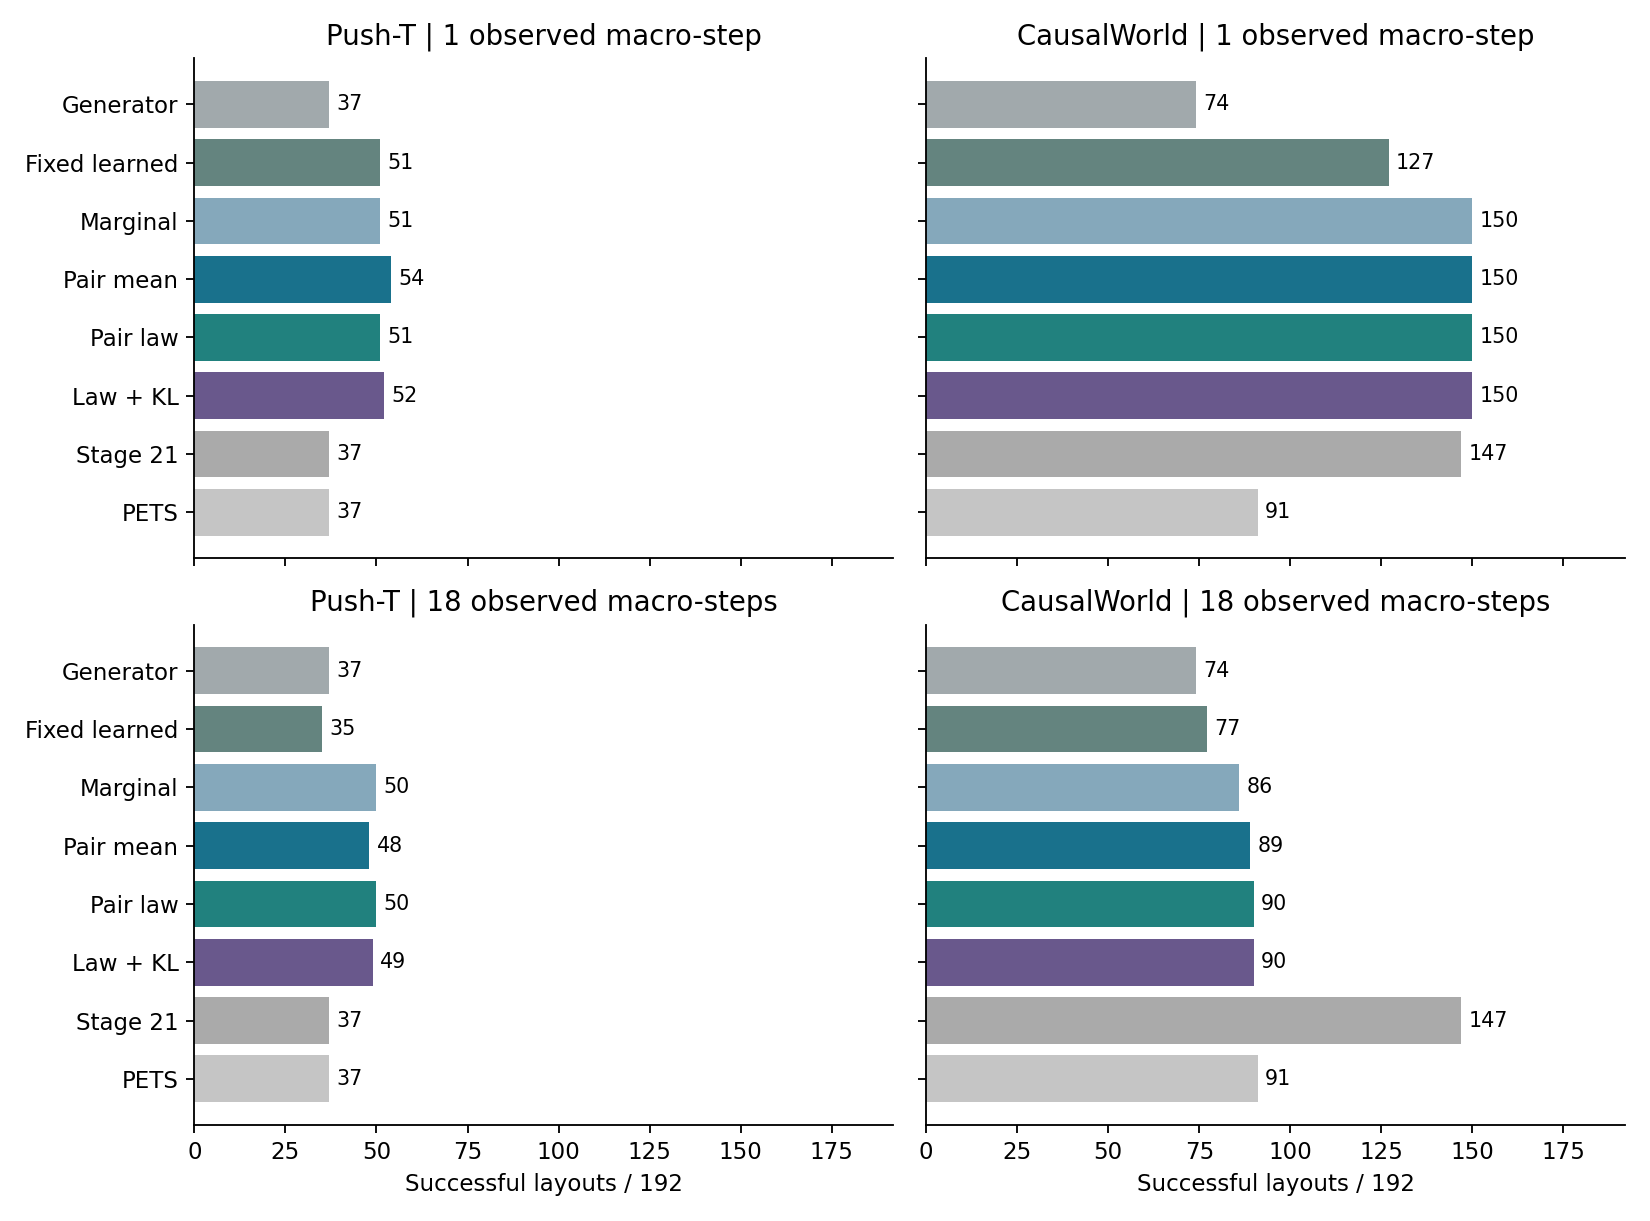 Push-T | 1 observed macro-step
CausalWorld | 1 observed macro-step
Generator
37
74
Fixed learned
51
127
Marginal
51
150
Pair mean
54
150
Pair law
51
150
Law + KL
52
150
Stage 21
37
147
PETS
37
91
Push-T | 18 observed macro-steps
CausalWorld | 18 observed macro-steps
Generator
37
74
Fixed learned
35
77
Marginal
50
86
Pair mean
48
89
Pair law
50
90
Law + KL
49
90
Stage 21
37
147
PETS
37
91
0 25 50 75 100 125 150 175
0 25 50 75 100 125 150 175
Successful layouts / 192
Successful layouts / 192